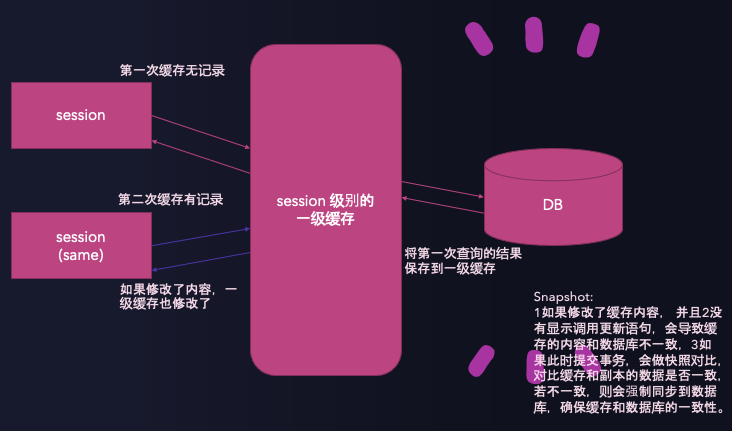 第一次缓存无记录
session
第二次缓存有记录
session
(same)
如果修改了内容，一
级缓存也修改了
session 级别的
一级缓存
DB
将第一次查询的结果
保存到一级缓存
Snapshot:
1如果修改了缓存内容， 并且2没
有显示调用更新语句，会导致缓
存的内容和数据库不一致，3如
果此时提交事务，会做快照对比，
对比缓存和副本的数据是否一致，
若不一致，则会强制同步到数据
库，确保缓存和数据库的一致性。